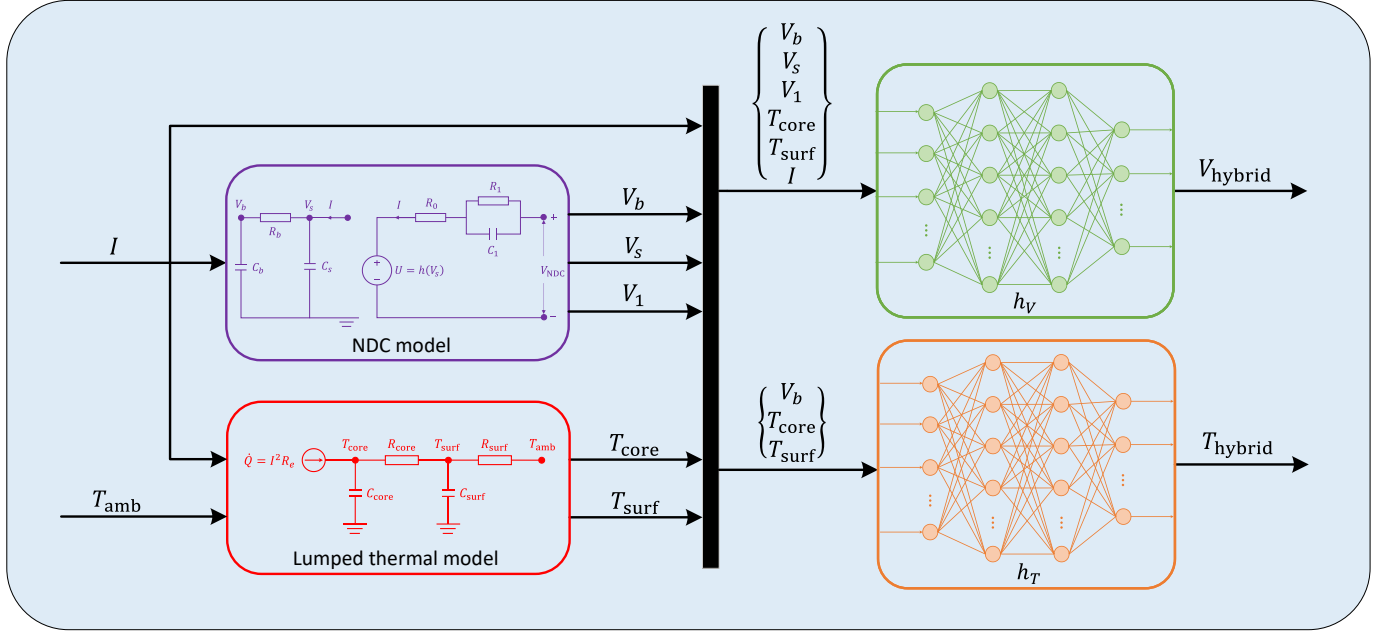 I
T_amb
V_b
V_s
I
R_b
C_b
C_s
I
R_0
R_1
C_1
+
−
U = h(V_s)
+
V_NDC
−
NDC model
Q̇ = I²R_e
T_core
R_core
T_surf
R_surf
T_amb
C_core
C_surf
Lumped thermal model
V_b
V_s
V_1
T_core
T_surf
V_b
V_s
V_1
T_core
T_surf
I
V_b
T_core
T_surf
h_V
h_T
V_hybrid
T_hybrid